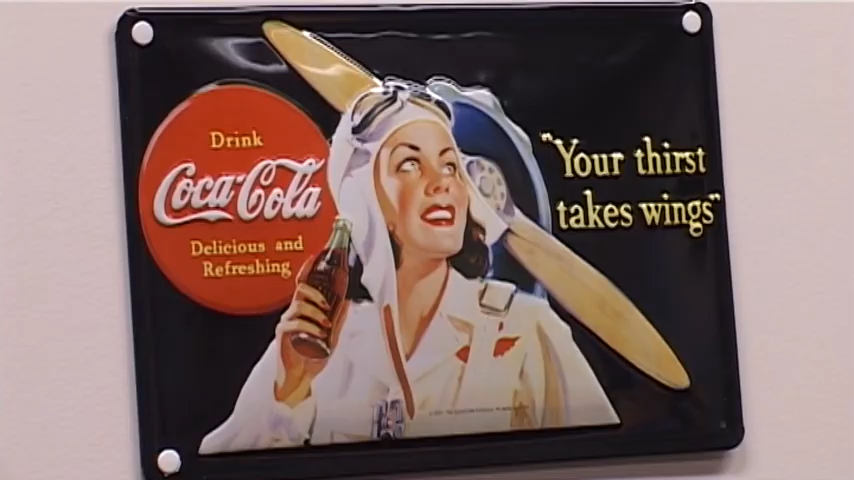 Drink
Coca-Cola
Delicious and
Refreshing
"Your thirst
takes wings"